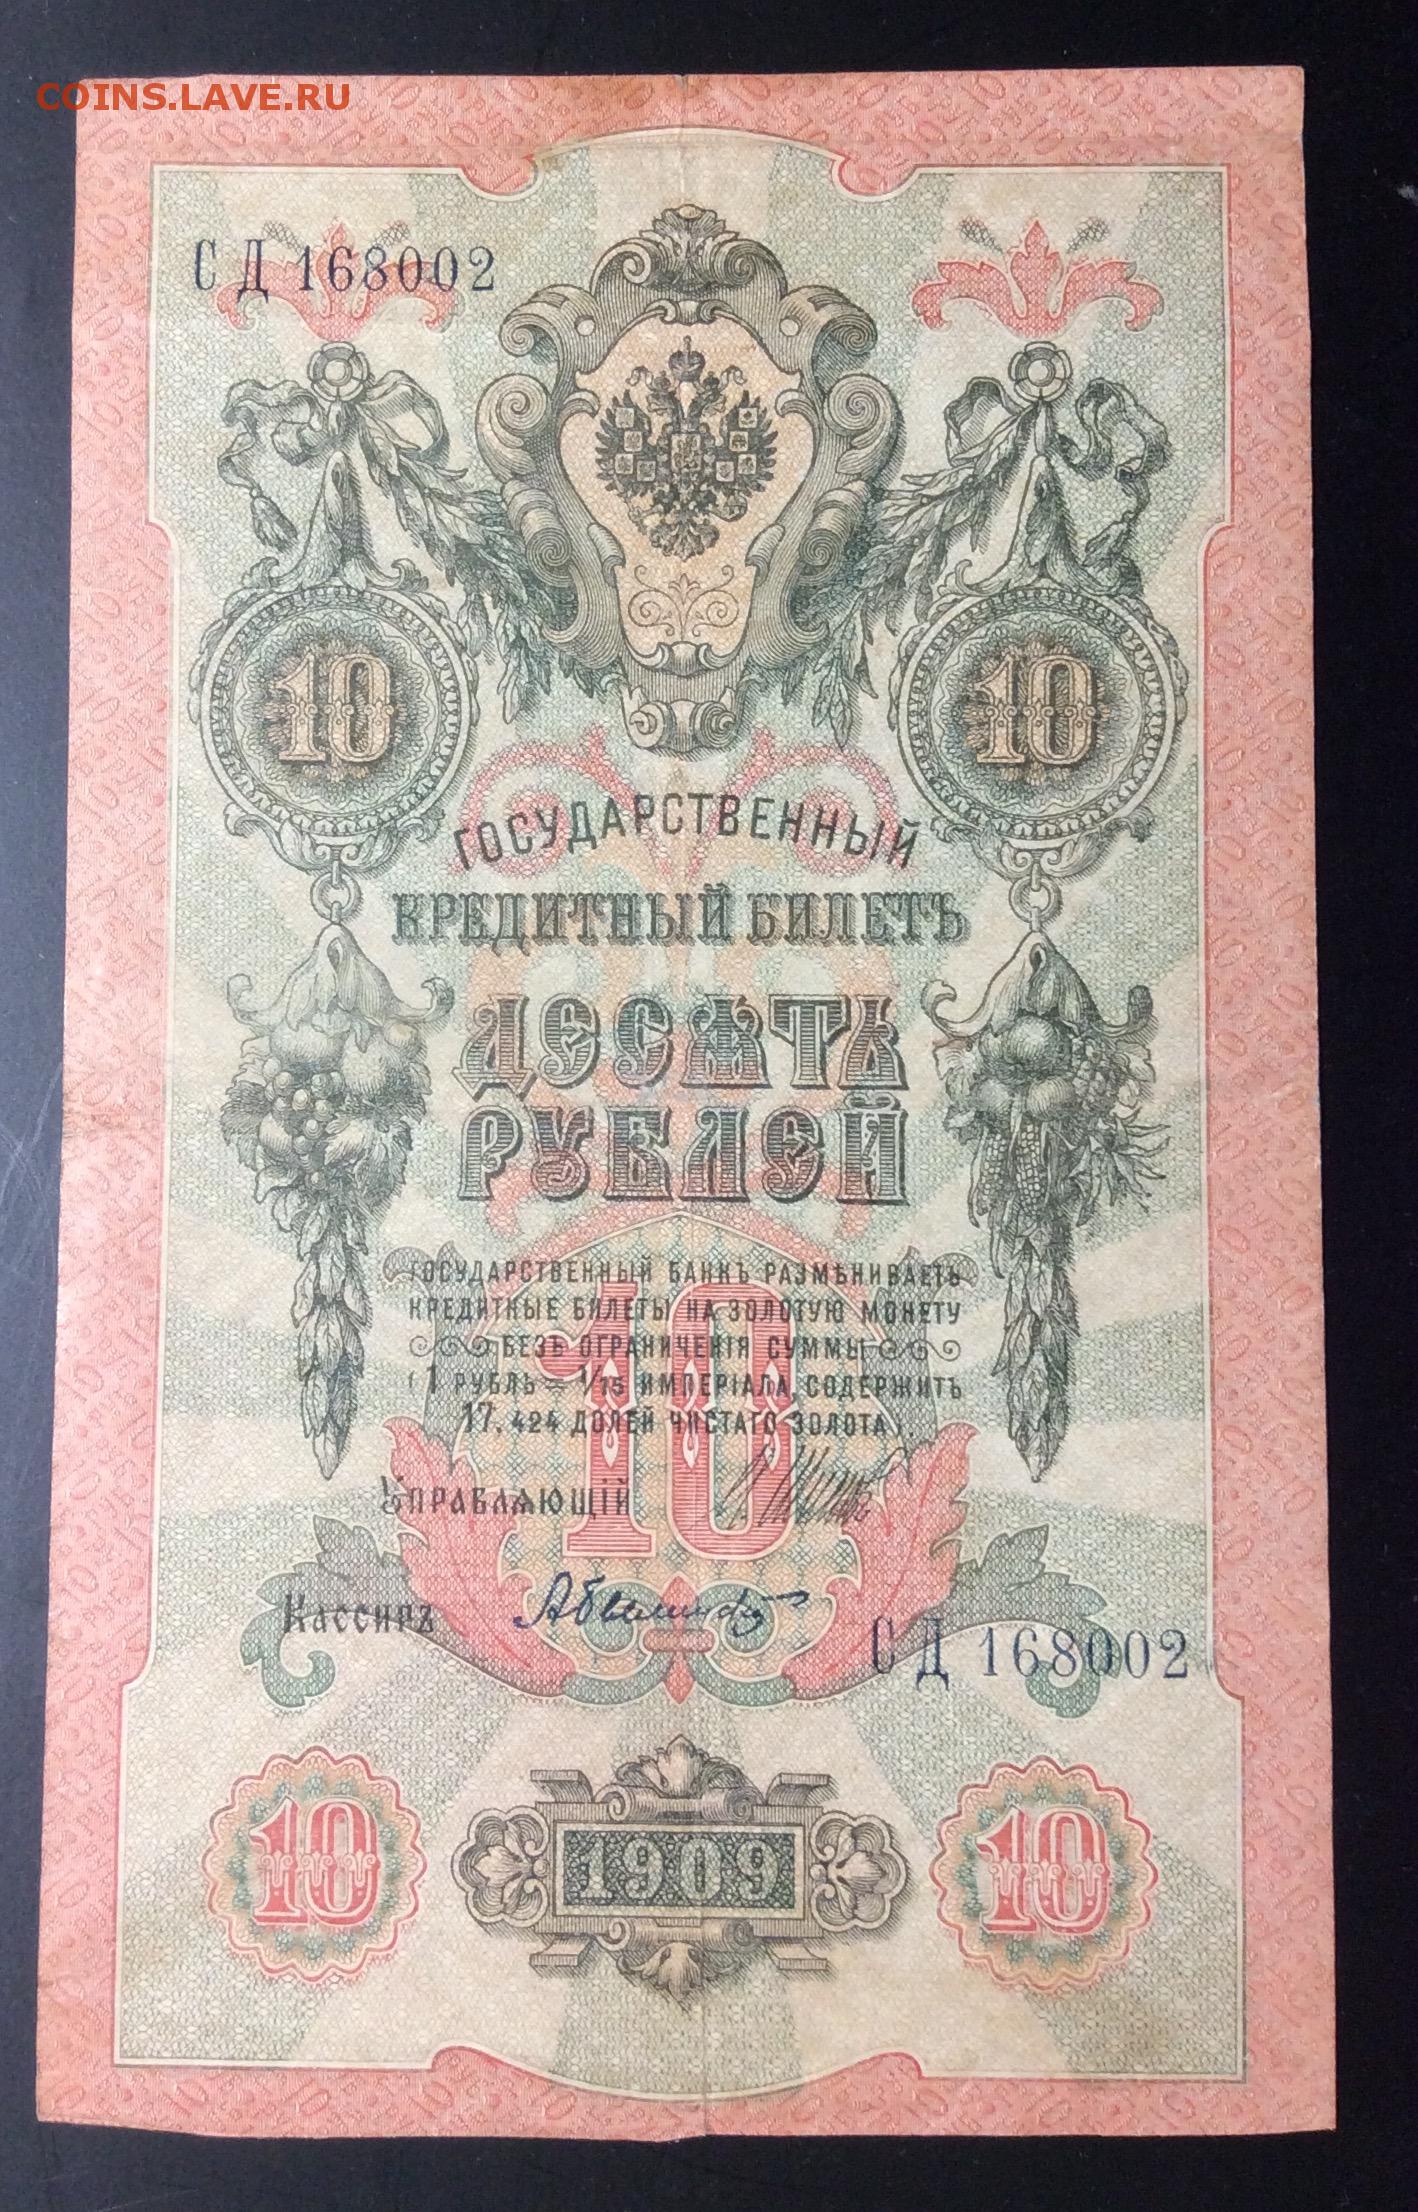 COINS.LAVE.RU
СД 168002
10 10
ГОСУДАРСТВЕННЫЙ
КРЕДИТНЫЙ БИЛЕТЪ
ДЕСѦТЬ
РУБЛЕЙ
ГОСУДАРСТВЕННЫЙ БАНКЪ РАЗМѢНИВАЕТЪ
КРЕДИТНЫЕ БИЛЕТЫ НА ЗОЛОТУЮ МОНЕТУ
БЕЗЪ ОГРАНИЧЕНІЯ СУММЫ
(1 РУБЛЬ = 1/15 ИМПЕРІАЛА, СОДЕРЖИТЪ
17,424 ДОЛЕЙ ЧИСТАГО ЗОЛОТА).
10
УПРАВЛѦЮЩІЙ
Кассиръ
СД 168002
10 1909 10